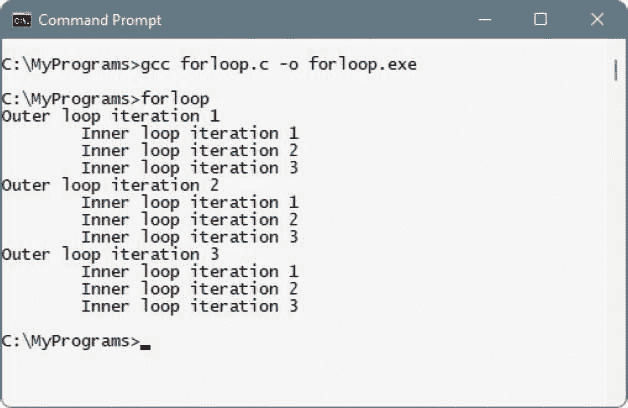 Command Prompt
C:\MyPrograms>gcc forloop.c -o forloop.exe
C:\MyPrograms>forloop
Outer loop iteration 1
Inner loop iteration 1
Inner loop iteration 2
Inner loop iteration 3
Outer loop iteration 2
Inner loop iteration 1
Inner loop iteration 2
Inner loop iteration 3
Outer loop iteration 3
Inner loop iteration 1
Inner loop iteration 2
Inner loop iteration 3
C:\MyPrograms>